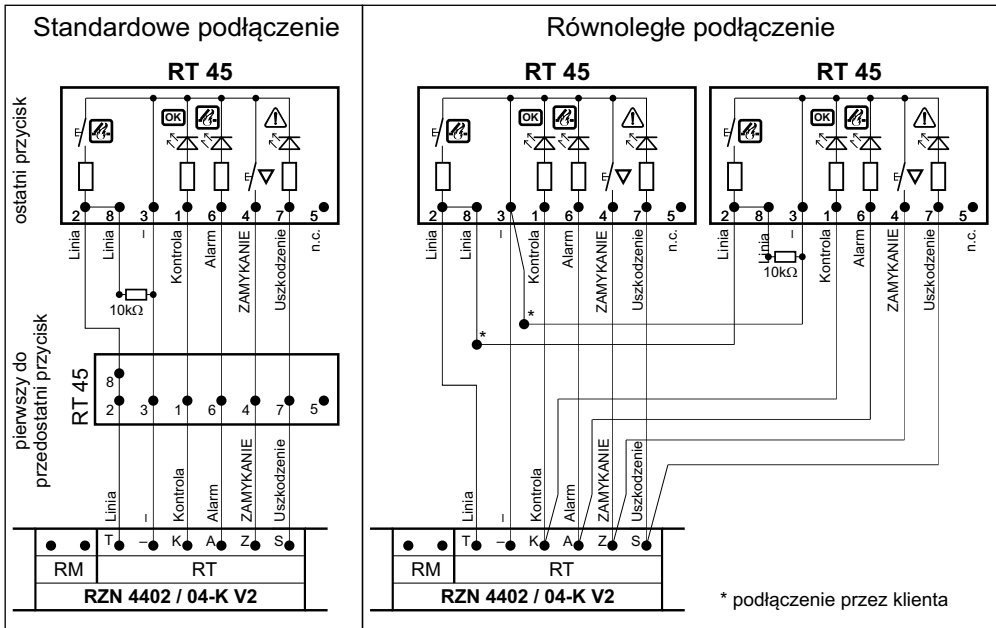 Standardowe podłączenie
RT 45
ostatni przycisk
OK
2 8 3 1 6 4 7 5
Linia
Linia
–
Kontrola
Alarm
ZAMYKANIE
Uszkodzenie
n.c.
10kΩ
pierwszy do
przedostatni przycisk
RT 45
8
2 3 1 6 4 7 5
Linia
–
Kontrola
Alarm
ZAMYKANIE
Uszkodzenie
T – K A Z S
RM RT
RZN 4402 / 04-K V2
Równoległe podłączenie
RT 45
OK
2 8 3 1 6 4 7 5
Linia
Linia
–
Kontrola
Alarm
ZAMYKANIE
Uszkodzenie
n.c.
RT 45
OK
2 8 3 1 6 4 7 5
Linia
Linia
–
Kontrola
Alarm
ZAMYKANIE
Uszkodzenie
n.c.
10kΩ
*
*
Linia
–
Kontrola
Alarm
ZAMYKANIE
Uszkodzenie
T – K A Z S
RM RT
RZN 4402 / 04-K V2
* podłączenie przez klienta